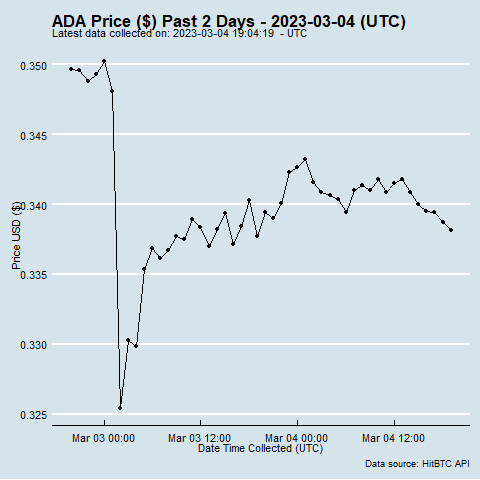 ADA Price ($) Past 2 Days - 2023-03-04 (UTC)
Latest data collected on: 2023-03-04 19:04:19 - UTC
0.350
0.345
0.340
0.335
0.330
0.325
Price USD ($)
Mar 03 00:00
Mar 03 12:00
Mar 04 00:00
Mar 04 12:00
Date Time Collected (UTC)
Data source: HitBTC API